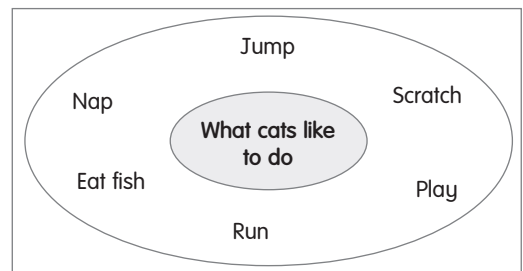 Jump
Nap
Scratch
What cats like
to do
Eat fish
Play
Run